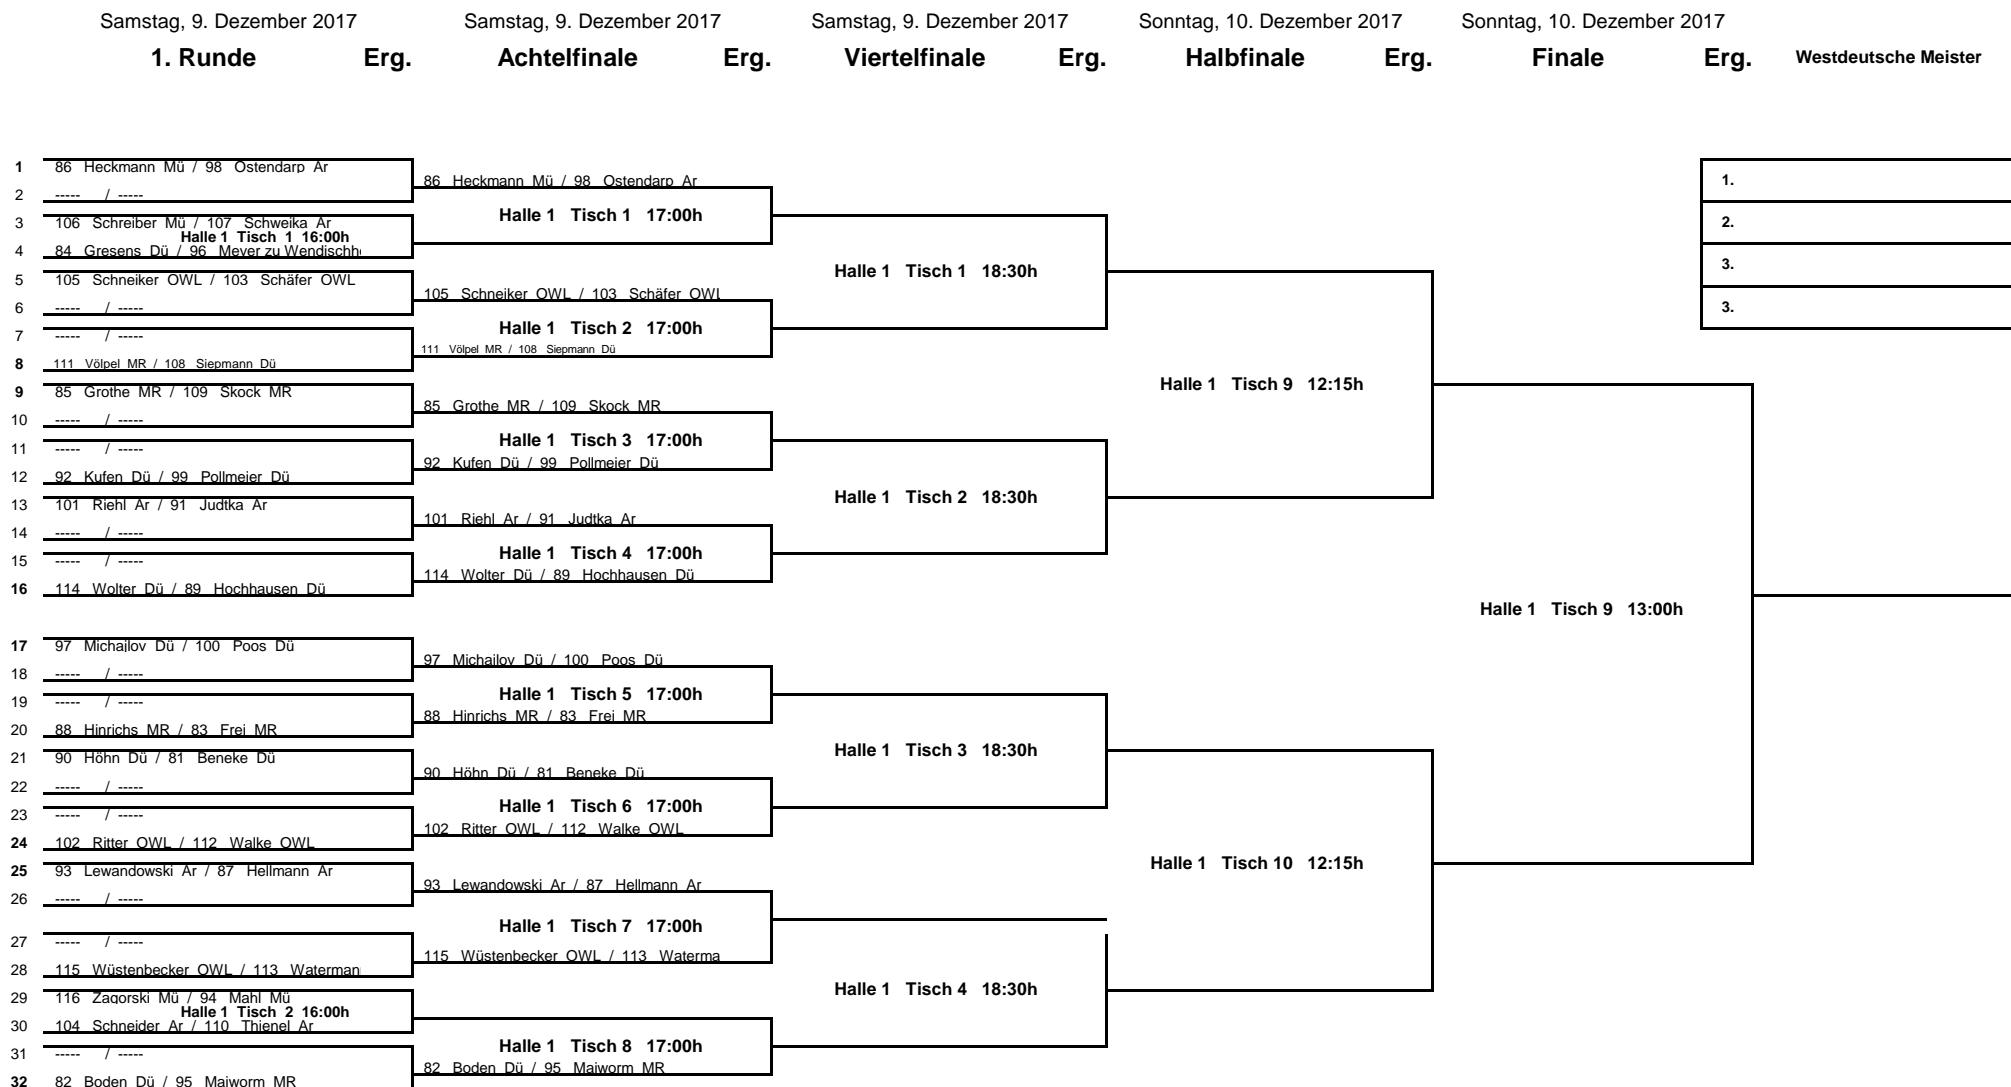 Samstag, 9. Dezember 2017 Samstag, 9. Dezember 2017 Samstag, 9. Dezember 2017 Sonntag, 10. Dezember 2017 Sonntag, 10. Dezember 2017
1. Runde Erg. Achtelfinale Erg. Viertelfinale Erg. Halbfinale Erg. Finale Erg. Westdeutsche Meister
1 86 Heckmann Mü / 98 Ostendarp Ar
2 ----- / -----
3 106 Schreiber Mü / 107 Schweika Ar
Halle 1 Tisch 1 16:00h
4 84 Gresens Dü / 96 Meyer zu Wendischh
5 105 Schneiker OWL / 103 Schäfer OWL
6 ----- / -----
7 ----- / -----
8 111 Völpel MR / 108 Siepmann Dü
9 85 Grothe MR / 109 Skock MR
10 ----- / -----
11 ----- / -----
12 92 Kufen Dü / 99 Pollmeier Dü
13 101 Riehl Ar / 91 Judtka Ar
14 ----- / -----
15 ----- / -----
16 114 Wolter Dü / 89 Hochhausen Dü
17 97 Michajlov Dü / 100 Poos Dü
18 ----- / -----
19 ----- / -----
20 88 Hinrichs MR / 83 Frei MR
21 90 Höhn Dü / 81 Beneke Dü
22 ----- / -----
23 ----- / -----
24 102 Ritter OWL / 112 Walke OWL
25 93 Lewandowski Ar / 87 Hellmann Ar
26 ----- / -----
27 ----- / -----
28 115 Wüstenbecker OWL / 113 Waterman
29 116 Zagorski Mü / 94 Mahl Mü
Halle 1 Tisch 2 16:00h
30 104 Schneider Ar / 110 Thienel Ar
31 ----- / -----
32 82 Boden Dü / 95 Maiworm MR
86 Heckmann Mü / 98 Ostendarp Ar
Halle 1 Tisch 1 17:00h
105 Schneiker OWL / 103 Schäfer OWL
Halle 1 Tisch 2 17:00h
111 Völpel MR / 108 Siepmann Dü
85 Grothe MR / 109 Skock MR
Halle 1 Tisch 3 17:00h
92 Kufen Dü / 99 Pollmeier Dü
101 Riehl Ar / 91 Judtka Ar
Halle 1 Tisch 4 17:00h
114 Wolter Dü / 89 Hochhausen Dü
97 Michajlov Dü / 100 Poos Dü
Halle 1 Tisch 5 17:00h
88 Hinrichs MR / 83 Frei MR
90 Höhn Dü / 81 Beneke Dü
Halle 1 Tisch 6 17:00h
102 Ritter OWL / 112 Walke OWL
93 Lewandowski Ar / 87 Hellmann Ar
Halle 1 Tisch 7 17:00h
115 Wüstenbecker OWL / 113 Waterma
Halle 1 Tisch 8 17:00h
82 Boden Dü / 95 Maiworm MR
Halle 1 Tisch 1 18:30h
Halle 1 Tisch 2 18:30h
Halle 1 Tisch 3 18:30h
Halle 1 Tisch 4 18:30h
Halle 1 Tisch 9 12:15h
Halle 1 Tisch 10 12:15h
Halle 1 Tisch 9 13:00h
1.
2.
3.
3.